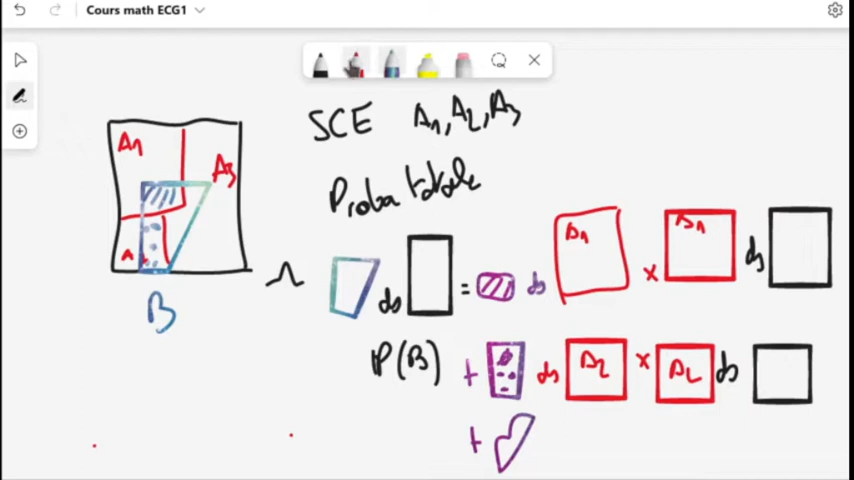 Cours math ECG1
SCE A1, A2, A3
A1
A3
Proba totale
A1 A1
ds = ds x ds
B
P(B) + ds A2 x A2 ds
+